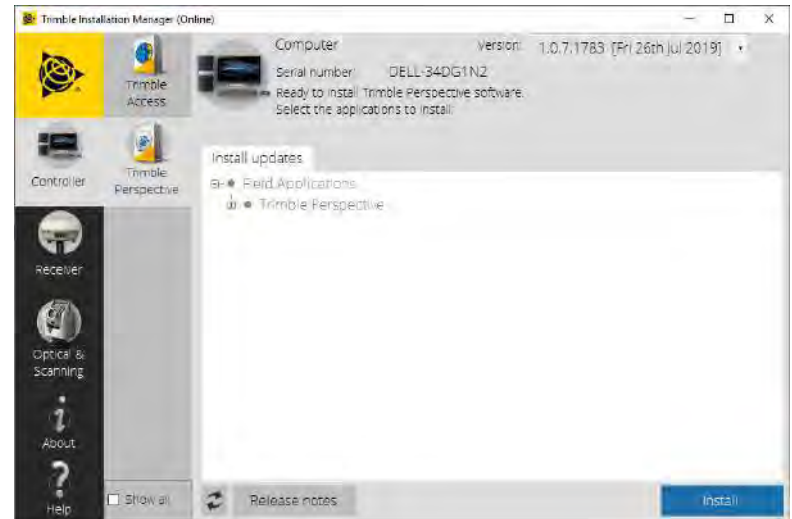 Trimble Installation Manager (Online)
Trimble
Access
Computer
Version:
1.0.7.1783 [Fri 26th Jul 2019]
Serial number:
DELL-34DG1N2
Ready to install Trimble Perspective software.
Select the applications to install.
Controller
Trimble
Perspective
Install updates
Field Applications
Trimble Perspective
Receiver
Optical &
Scanning
About
Help
Show all
Release notes
Install